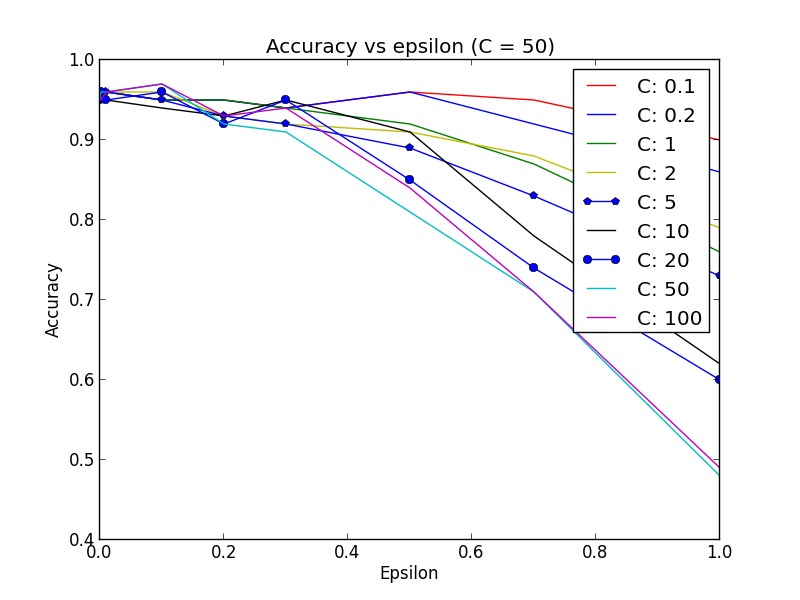 Accuracy vs epsilon (C = 50)
1.0
0.9
0.8
0.7
0.6
0.5
0.4
Accuracy
C: 0.1
C: 0.2
C: 1
C: 2
C: 5
C: 10
C: 20
C: 50
C: 100
0.0 0.2 0.4 0.6 0.8 1.0
Epsilon